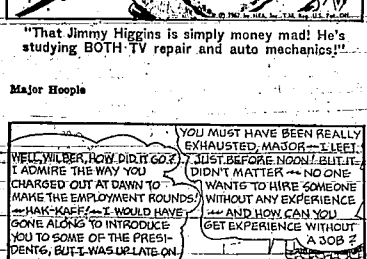 © 1967 by NEA, Inc. T.M. Reg. U.S. Pat. Off.
"That Jimmy Higgins is simply money mad! He's
studying BOTH TV repair and auto mechanics!"
Major Hoople
WELL, WILBER, HOW DID IT GO?
I ADMIRE THE WAY YOU
CHARGED OUT AT DAWN TO
MAKE THE EMPLOYMENT ROUNDS!
—HAK-KAFF!—I WOULD HAVE
GONE ALONG TO INTRODUCE
YOU TO SOME OF THE PRESI-
DENTS, BUT I WAS UP LATE ON
YOU MUST HAVE BEEN REALLY
EXHAUSTED, MAJOR—I LEFT
JUST BEFORE NOON! BUT IT
DIDN'T MATTER—NO ONE
WANTS TO HIRE SOMEONE
WITHOUT ANY EXPERIENCE
—AND HOW CAN YOU
GET EXPERIENCE WITHOUT
A JOB?